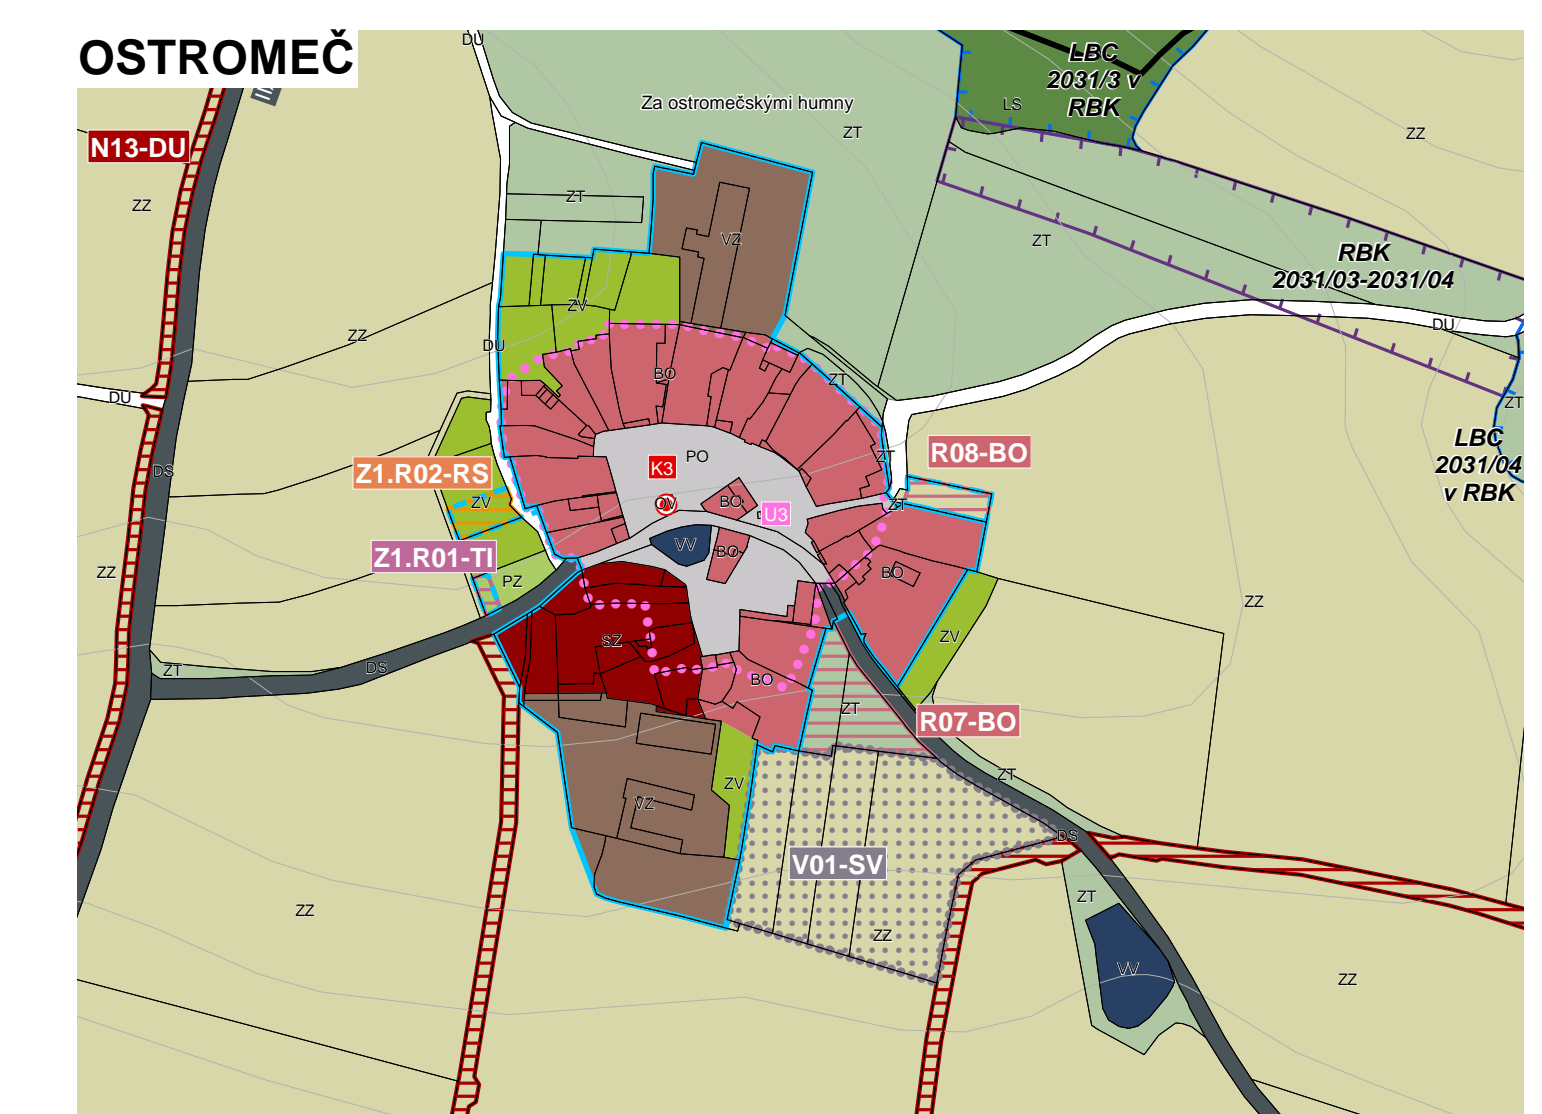 OSTROMEČ
DU
LBC
2031/3 v
RBK
LS
Za ostromečskými humny
ZT
ZZ
N13-DU
ZZ
ZT
VZ
ZT
RBK
2031/03-2031/04
ZV
DU
ZZ
DU
BO
ZT
DU
ZT
LBC
2031/04
v RBK
PO
ZT
R08-BO
K3
Z1.R02-RS
DS
ZV
OV
BO
U3
ZT
VV
BO
Z1.R01-TI
PZ
BO
ZZ
ZZ
SZ
ZV
DS
ZT
BO
ZT
R07-BO
ZT
ZV
VZ
DS
V01-SV
ZT
ZZ
ZZ
VV
ZZ